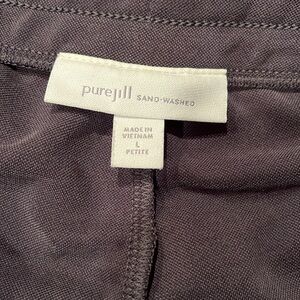 purejill SAND-WASHED
MADE IN
VIETNAM
L
PETITE